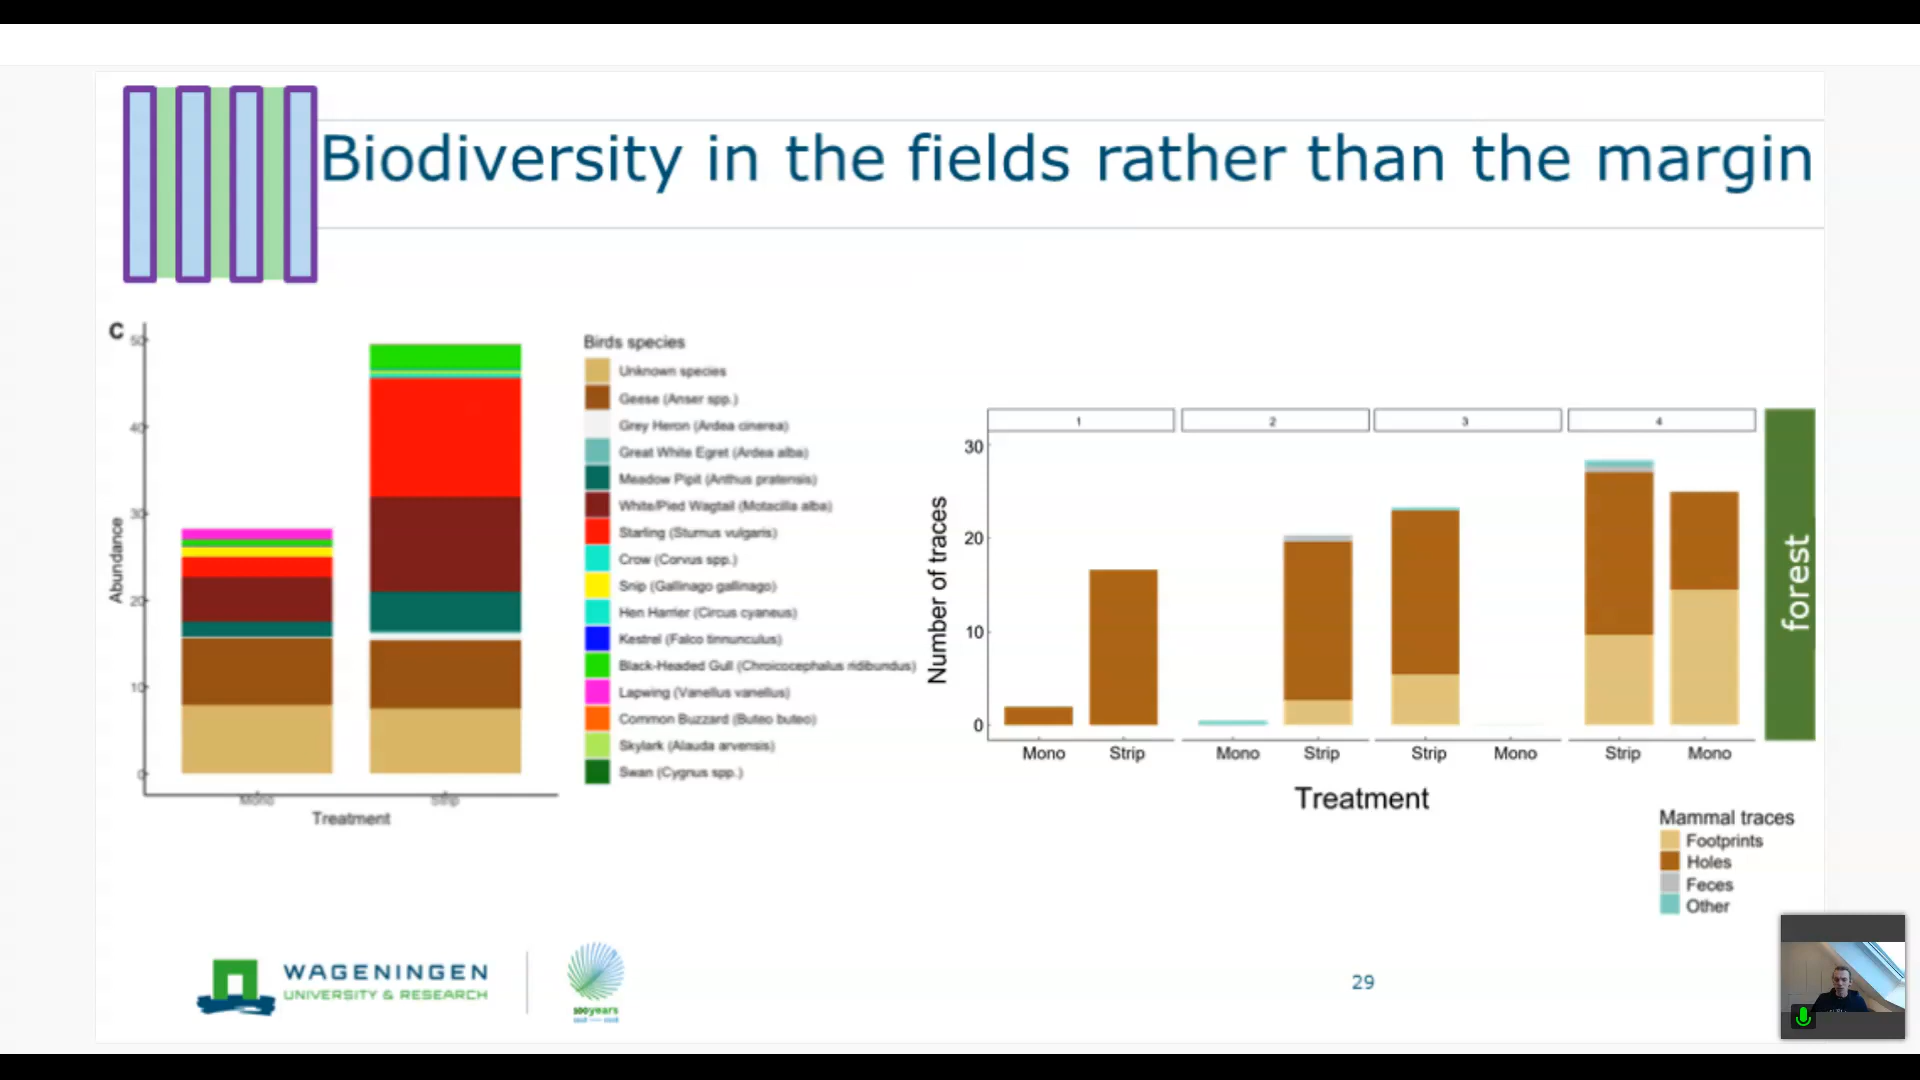 Biodiversity in the fields rather than the margin
C
50
40
30
20
10
0
Abundance
Mono
Strip
Treatment
Birds species
Unknown species
Geese (Anser spp.)
Grey Heron (Ardea cinerea)
Great White Egret (Ardea alba)
Meadow Pipit (Anthus pratensis)
White/Pied Wagtail (Motacilla alba)
Starling (Sturnus vulgaris)
Crow (Corvus spp.)
Snip (Gallinago gallinago)
Hen Harrier (Circus cyaneus)
Kestrel (Falco tinnunculus)
Black-Headed Gull (Chroicocephalus ridibundus)
Lapwing (Vanellus vanellus)
Common Buzzard (Buteo buteo)
Skylark (Alauda arvensis)
Swan (Cygnus spp.)
1 2 3 4
30
20
10
0
Number of traces
Mono Strip Mono Strip Strip Mono Strip Mono
Treatment
forest
Mammal traces
Footprints
Holes
Feces
Other
WAGENINGEN
UNIVERSITY & RESEARCH
100years
29